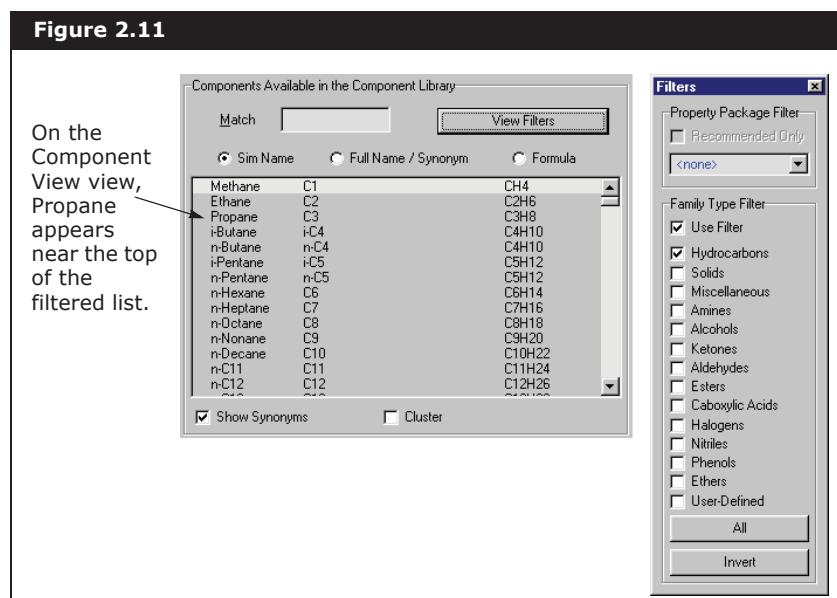 Figure 2.11
On the
Component
View view,
Propane
appears
near the top
of the
filtered list.
Components Available in the Component Library
Match
View Filters
Sim Name Full Name / Synonym Formula
Methane C1 CH4
Ethane C2 C2H6
Propane C3 C3H8
i-Butane i-C4 C4H10
n-Butane n-C4 C4H10
i-Pentane i-C5 C5H12
n-Pentane n-C5 C5H12
n-Hexane C6 C6H14
n-Heptane C7 C7H16
n-Octane C8 C8H18
n-Nonane C9 C9H20
n-Decane C10 C10H22
n-C11 C11 C11H24
n-C12 C12 C12H26
Show Synonyms Cluster
Filters
Property Package Filter
Recommended Only
<none>
Family Type Filter
Use Filter
Hydrocarbons
Solids
Miscellaneous
Amines
Alcohols
Ketones
Aldehydes
Esters
Caboxylic Acids
Halogens
Nitriles
Phenols
Ethers
User-Defined
All
Invert